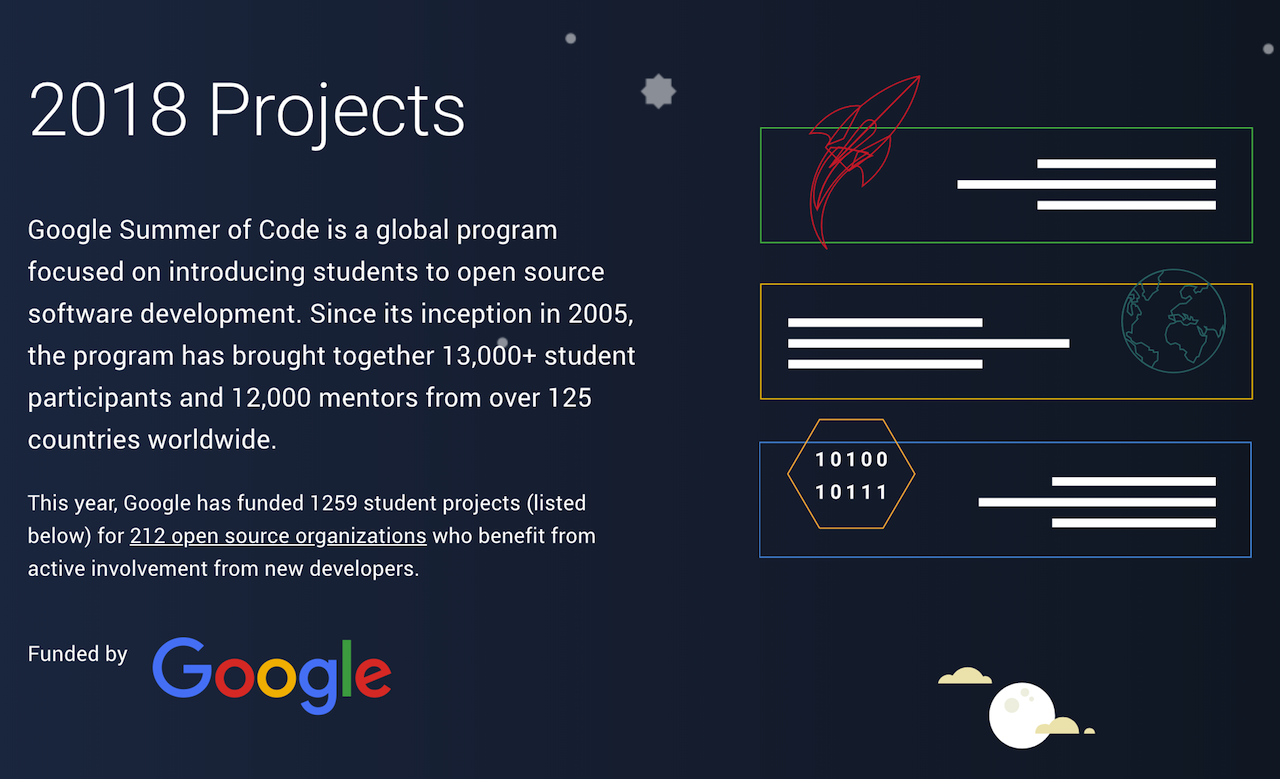 2018 Projects
Google Summer of Code is a global program
focused on introducing students to open source
software development. Since its inception in 2005,
the program has brought together 13,000+ student
participants and 12,000 mentors from over 125
countries worldwide.
This year, Google has funded 1259 student projects (listed
below) for 212 open source organizations who benefit from
active involvement from new developers.
Funded by Google
10100
10111